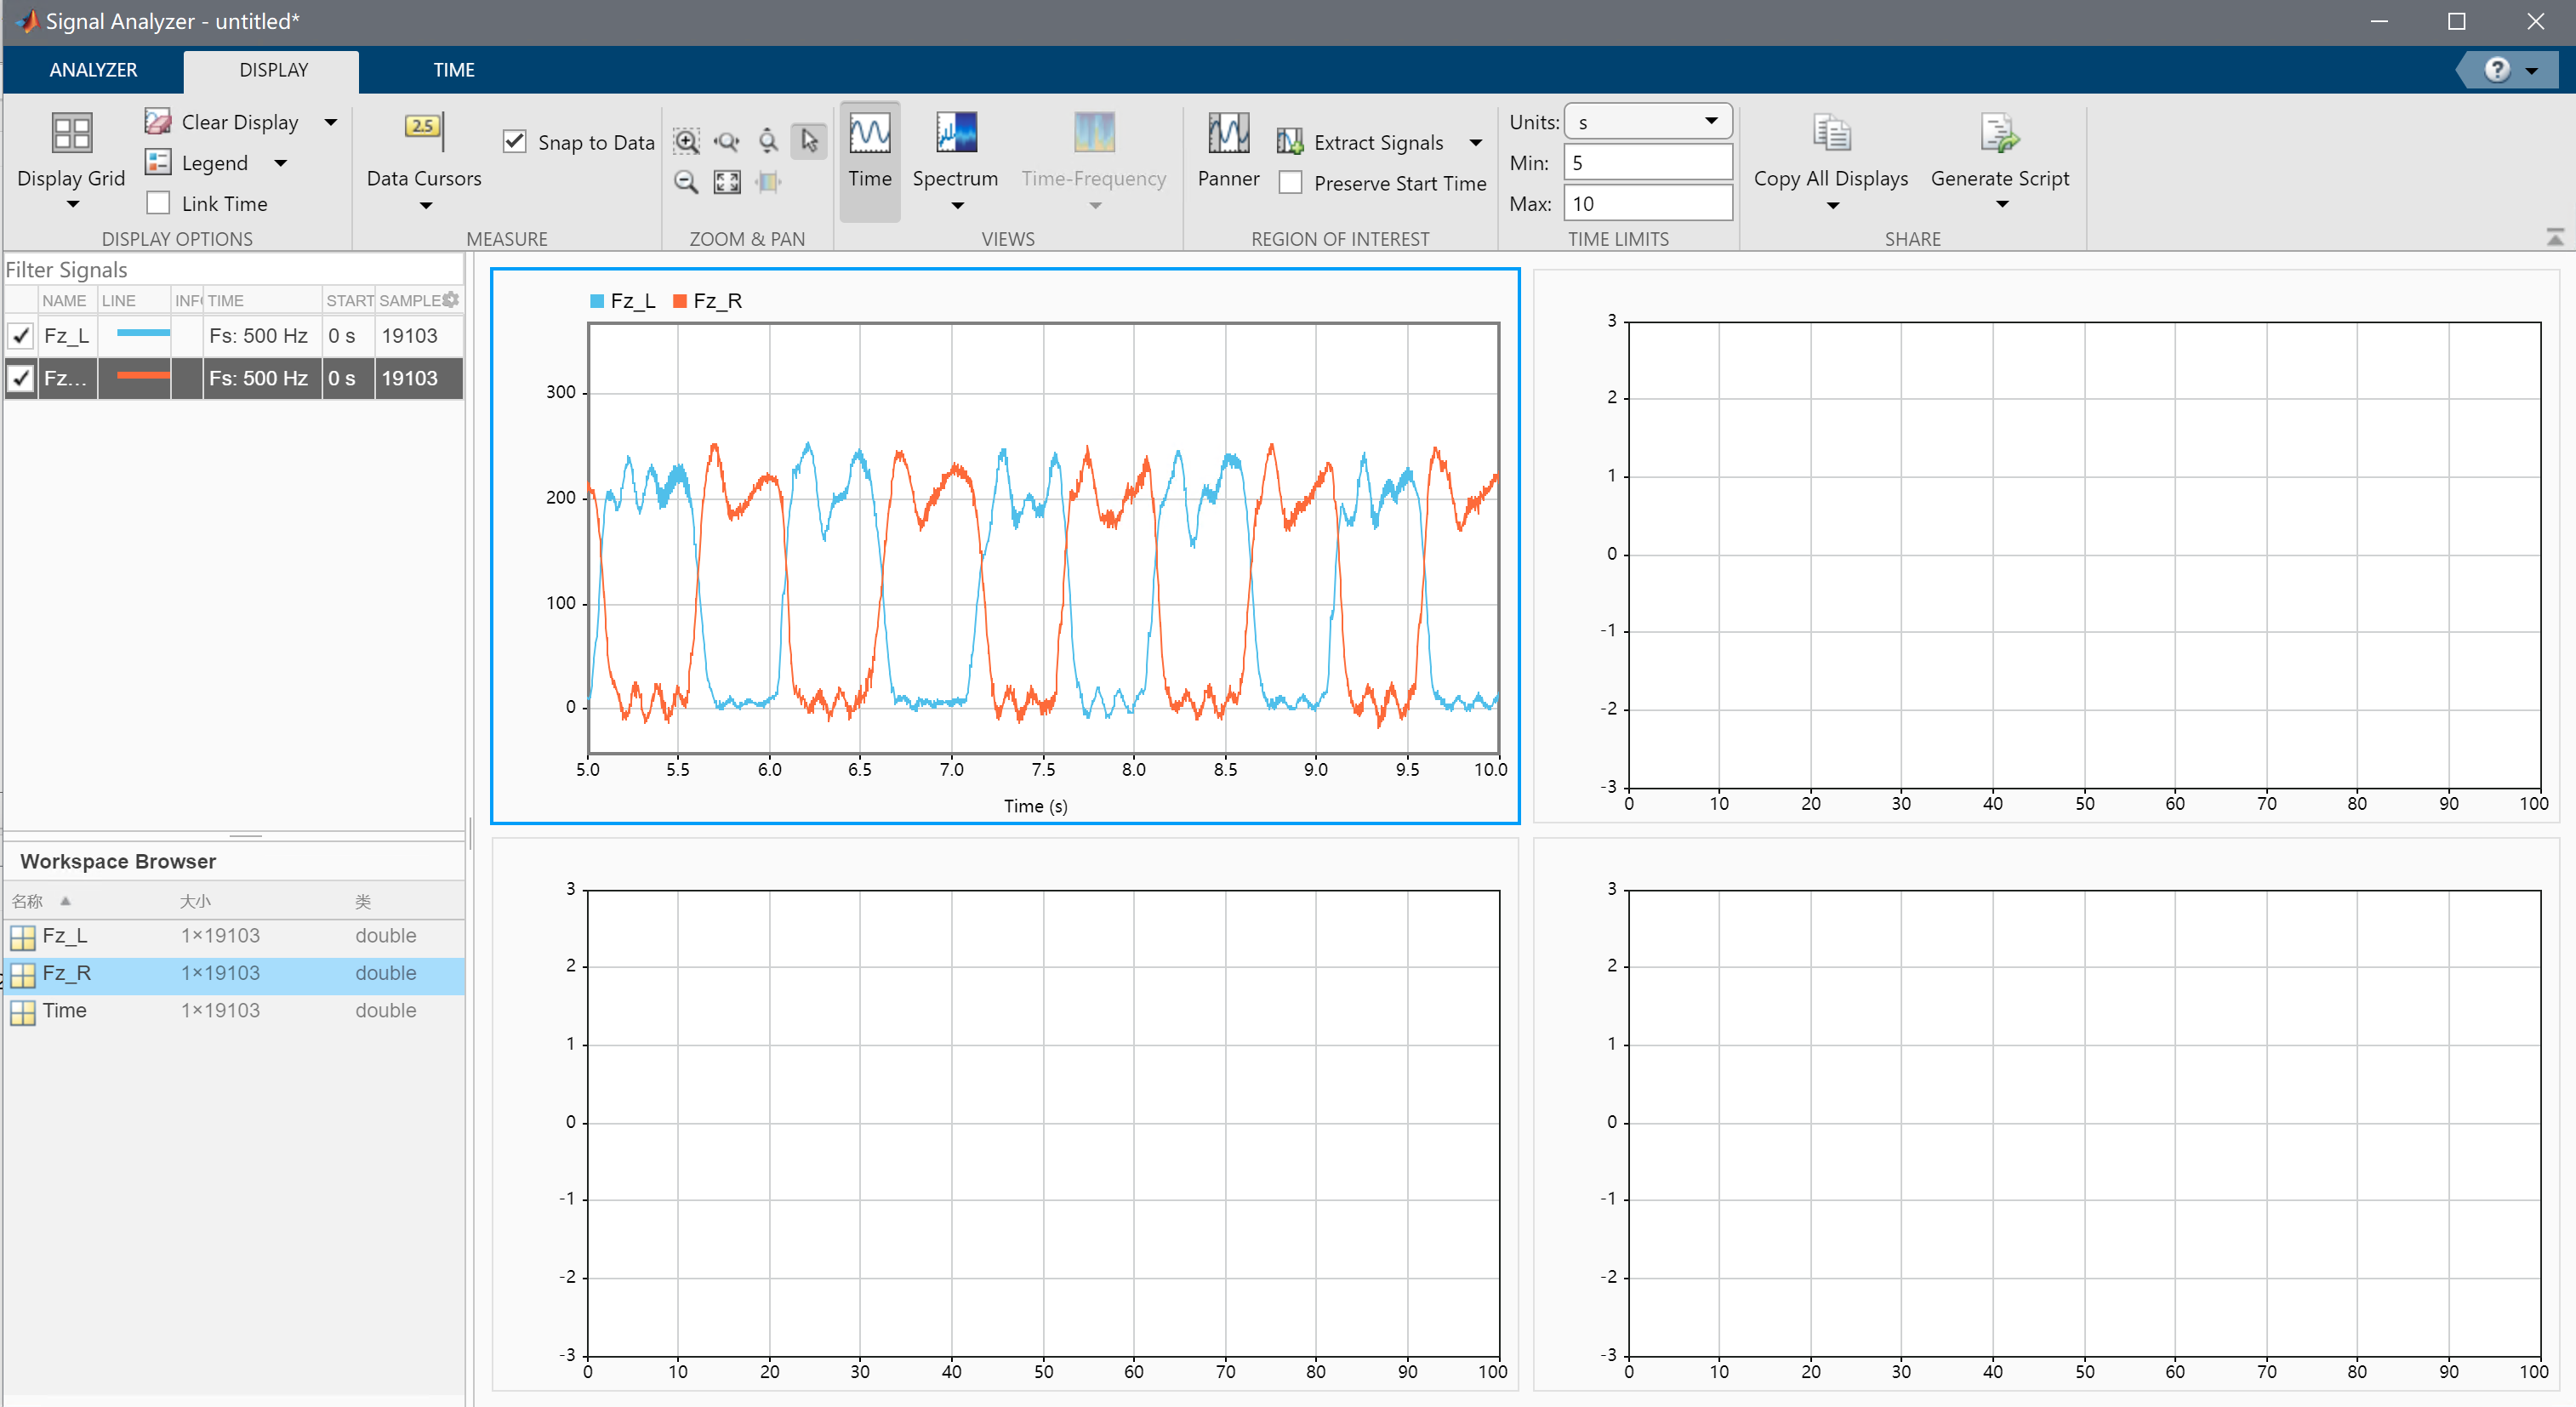 Signal Analyzer - untitled*
ANALYZER DISPLAY TIME
Display Grid
Clear Display
Legend
Link Time
DISPLAY OPTIONS
2.5
Data Cursors
Snap to Data
MEASURE
ZOOM & PAN
Time Spectrum Time-Frequency
VIEWS
Panner
Extract Signals
Preserve Start Time
REGION OF INTEREST
Units: s
Min: 5
Max: 10
TIME LIMITS
Copy All Displays Generate Script
SHARE
Filter Signals
NAME LINE INF TIME START SAMPLE
Fz_L Fs: 500 Hz 0 s 19103
Fz... Fs: 500 Hz 0 s 19103
Workspace Browser
名称 大小 类
Fz_L 1×19103 double
Fz_R 1×19103 double
Time 1×19103 double
Fz_L Fz_R
300
200
100
0
5.0 5.5 6.0 6.5 7.0 7.5 8.0 8.5 9.0 9.5 10.0
Time (s)
3
2
1
0
-1
-2
-3
0 10 20 30 40 50 60 70 80 90 100
3
2
1
0
-1
-2
-3
0 10 20 30 40 50 60 70 80 90 100
3
2
1
0
-1
-2
-3
0 10 20 30 40 50 60 70 80 90 100